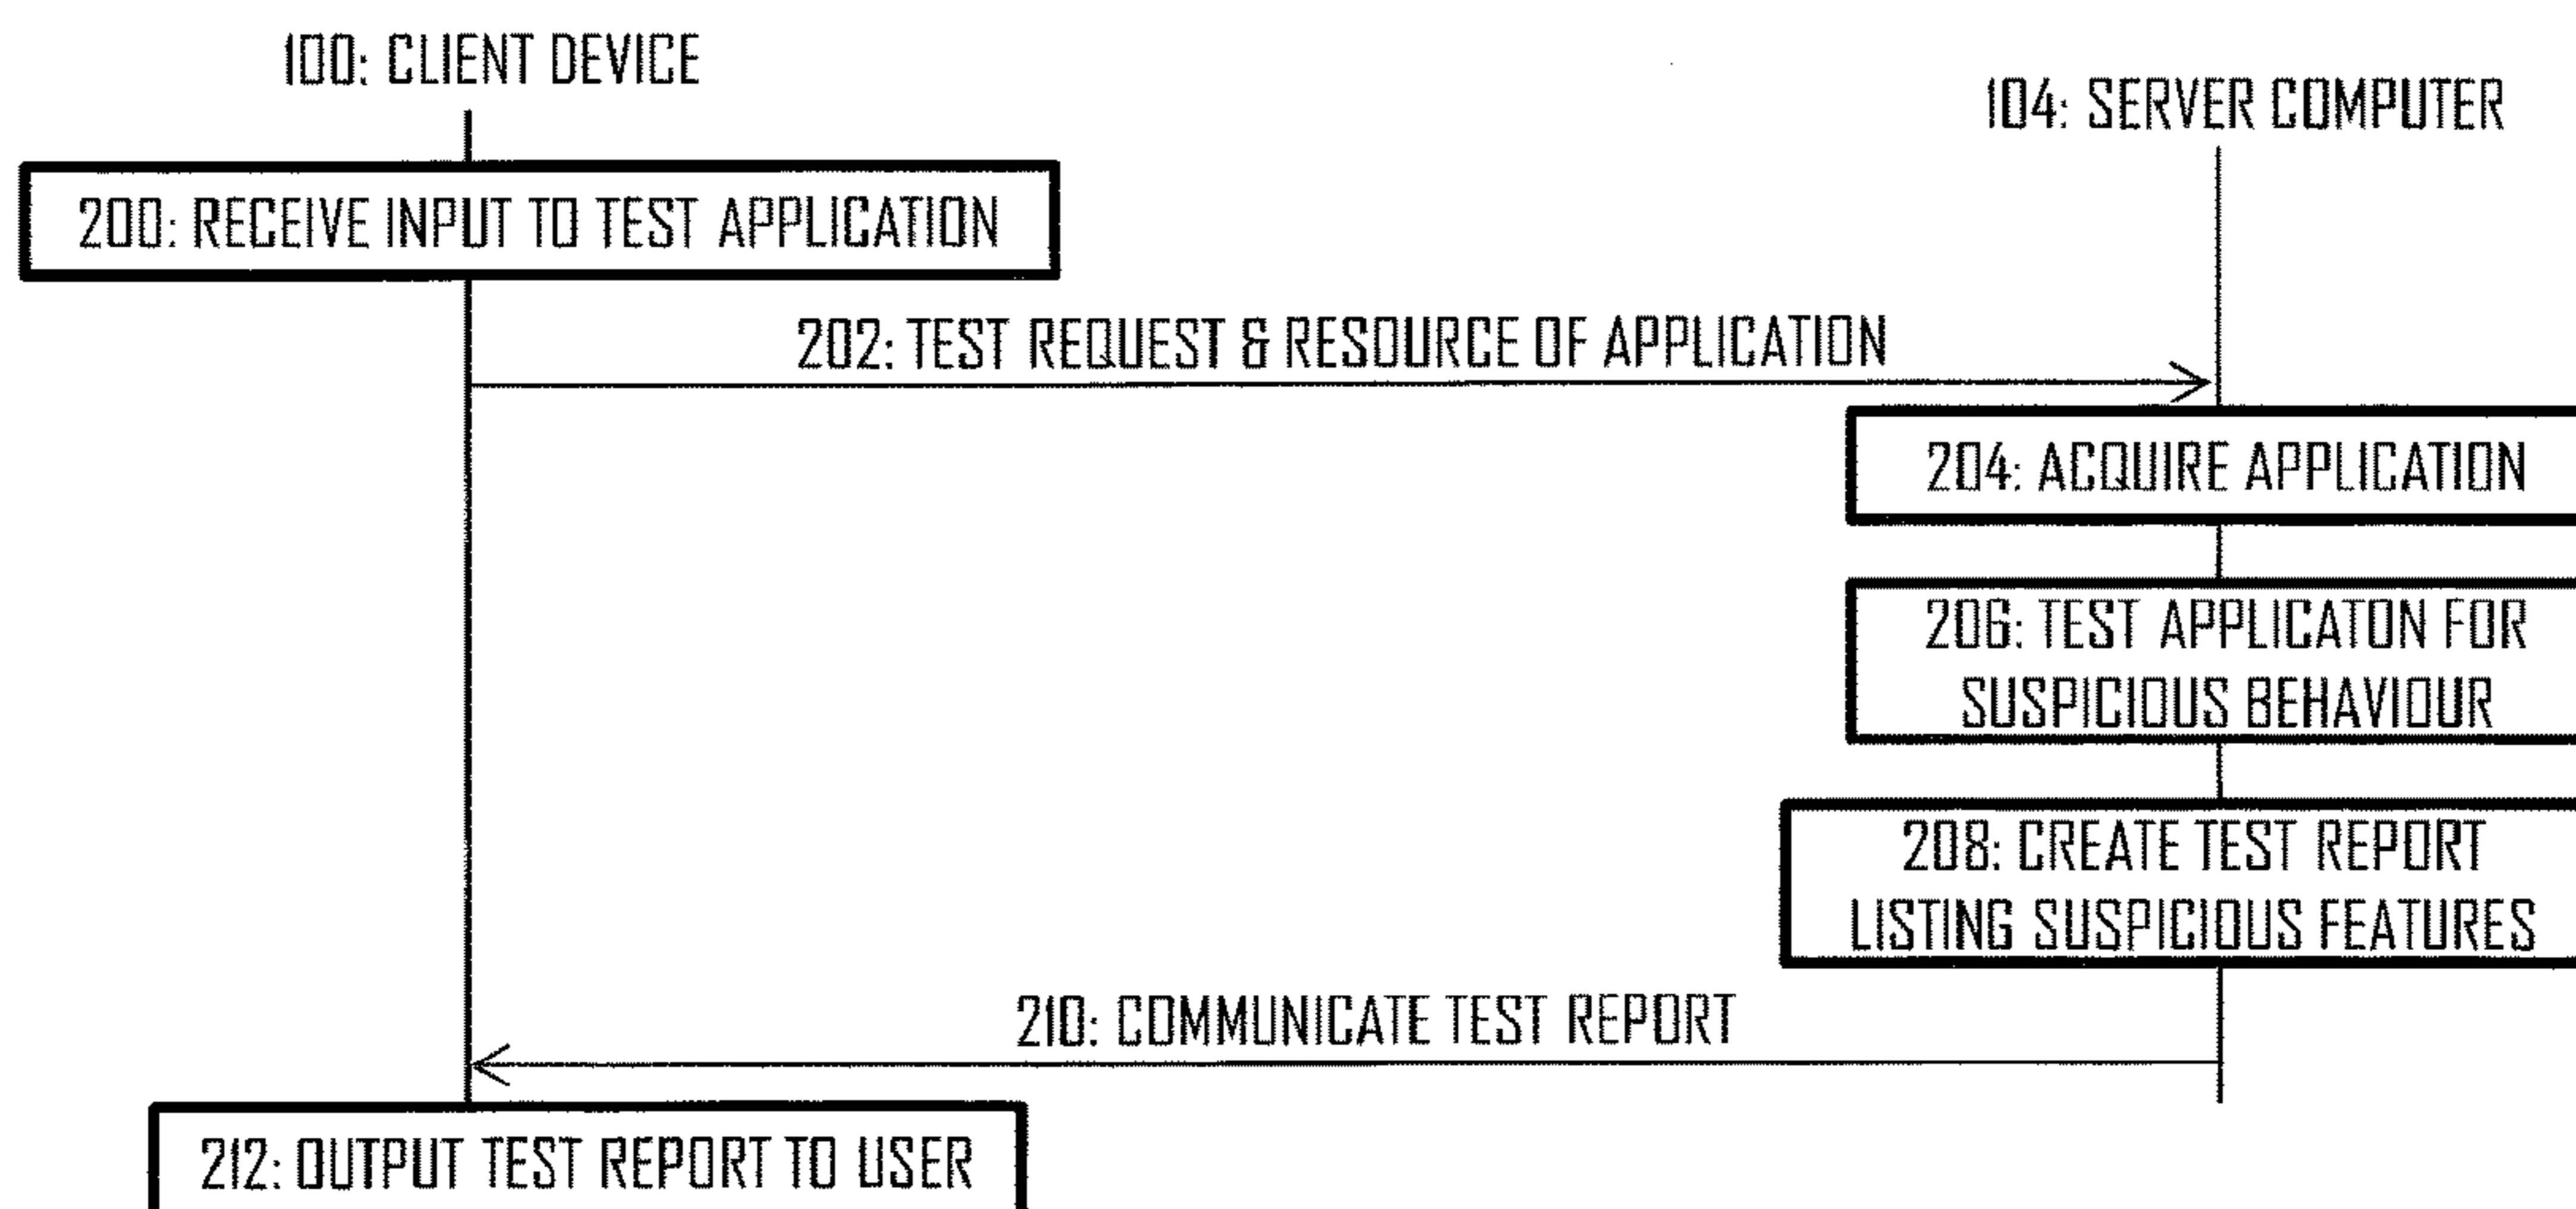 100: CLIENT DEVICE
104: SERVER COMPUTER
200: RECEIVE INPUT TO TEST APPLICATION
202: TEST REQUEST & RESOURCE OF APPLICATION
204: ACQUIRE APPLICATION
206: TEST APPLICATON FOR
SUSPICIOUS BEHAVIOUR
208: CREATE TEST REPORT
LISTING SUSPICIOUS FEATURES
210: COMMUNICATE TEST REPORT
212: OUTPUT TEST REPORT TO USER